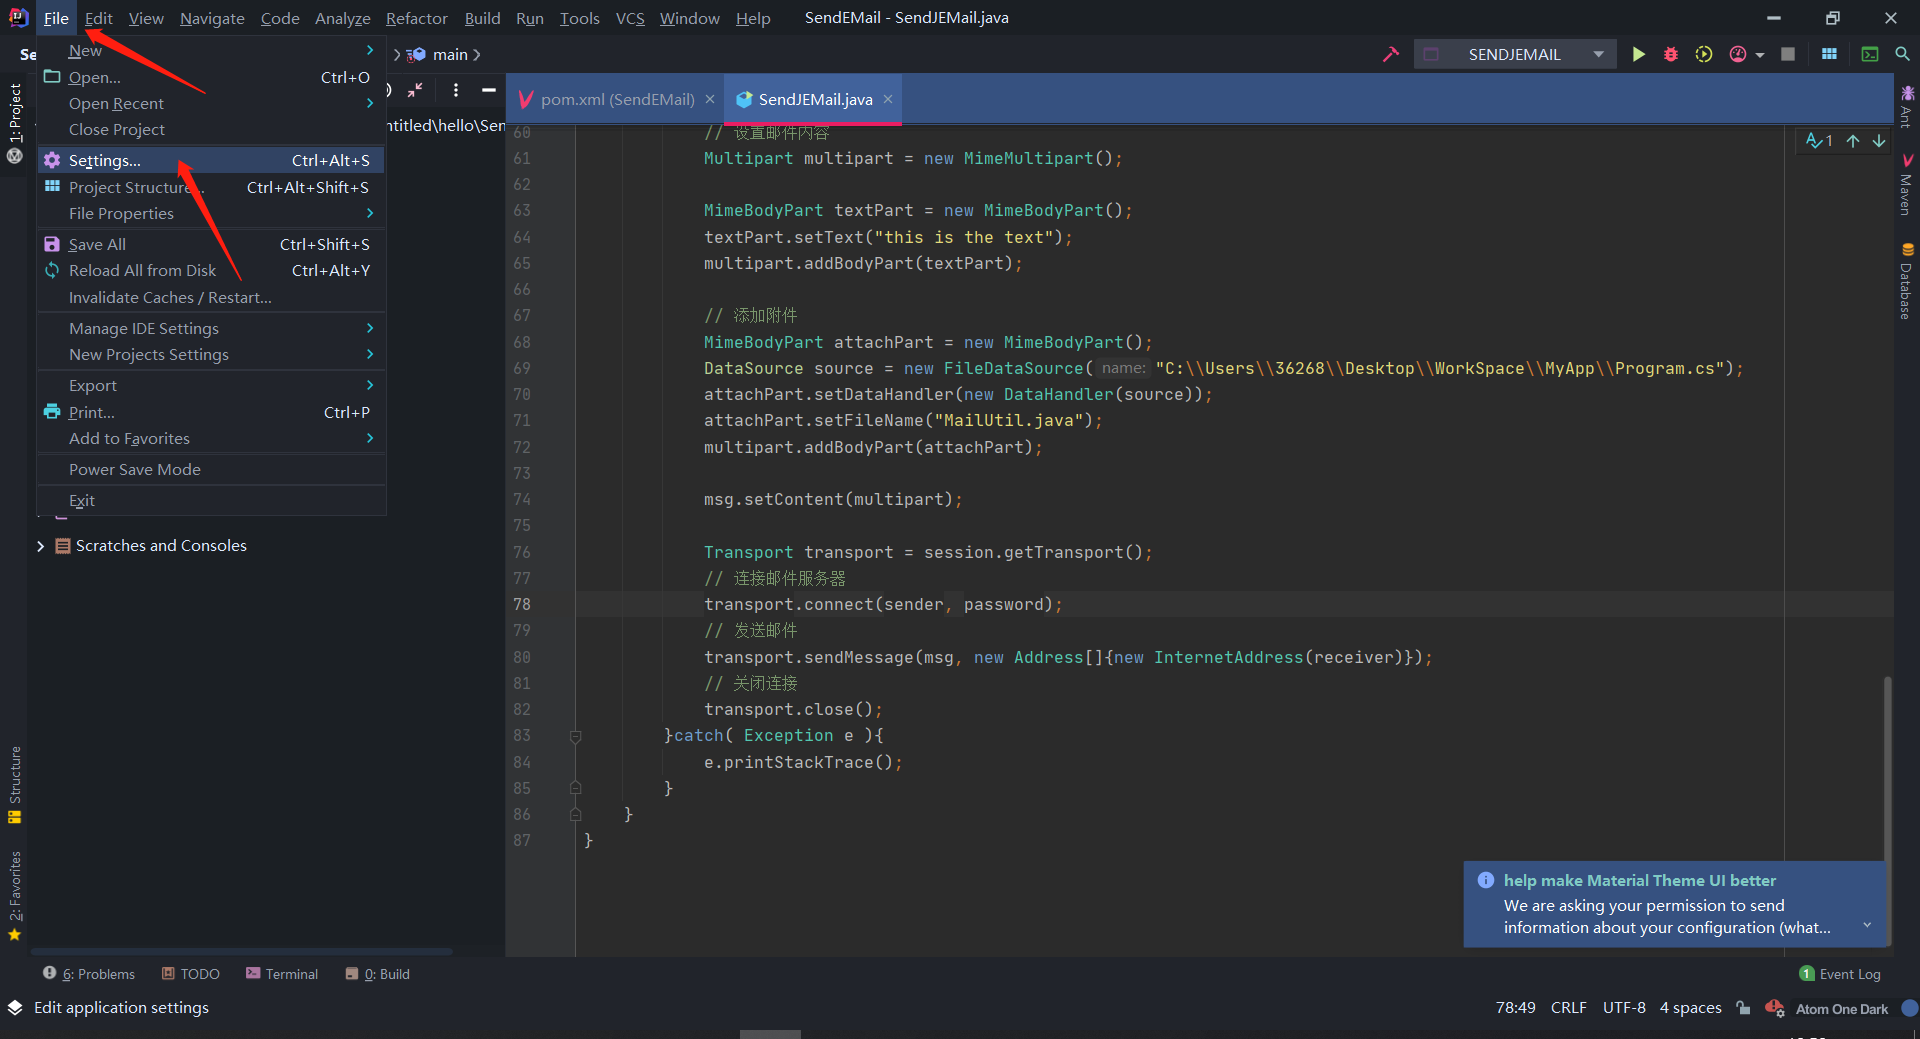 File Edit View Navigate Code Analyze Refactor Build Run Tools VCS Window Help SendEMail - SendJEMail.java
Se main SENDJEMAIL
New
Open... Ctrl+O
Open Recent
Close Project
Settings... Ctrl+Alt+S
Project Structure... Ctrl+Alt+Shift+S
File Properties
Save All Ctrl+Shift+S
Reload All from Disk Ctrl+Alt+Y
Invalidate Caches / Restart...
Manage IDE Settings
New Projects Settings
Export
Print... Ctrl+P
Add to Favorites
Power Save Mode
Exit
ntitled\hello\Sen
Scratches and Consoles
1: Project
Structure
2: Favorites
pom.xml (SendEMail) SendJEMail.java
60 // 设置邮件内容
61 Multipart multipart = new MimeMultipart();
62
63 MimeBodyPart textPart = new MimeBodyPart();
64 textPart.setText("this is the text");
65 multipart.addBodyPart(textPart);
66
67 // 添加附件
68 MimeBodyPart attachPart = new MimeBodyPart();
69 DataSource source = new FileDataSource( name: "C:\\Users\\36268\\Desktop\\WorkSpace\\MyApp\\Program.cs");
70 attachPart.setDataHandler(new DataHandler(source));
71 attachPart.setFileName("MailUtil.java");
72 multipart.addBodyPart(attachPart);
73
74 msg.setContent(multipart);
75
76 Transport transport = session.getTransport();
77 // 连接邮件服务器
78 transport.connect(sender, password);
79 // 发送邮件
80 transport.sendMessage(msg, new Address[]{new InternetAddress(receiver)});
81 // 关闭连接
82 transport.close();
83 }catch( Exception e ){
84 e.printStackTrace();
85 }
86 }
87 }
1
Ant
Maven
Database
help make Material Theme UI better
We are asking your permission to send
information about your configuration (what...
6: Problems TODO Terminal 0: Build 1 Event Log
Edit application settings 78:49 CRLF UTF-8 4 spaces Atom One Dark